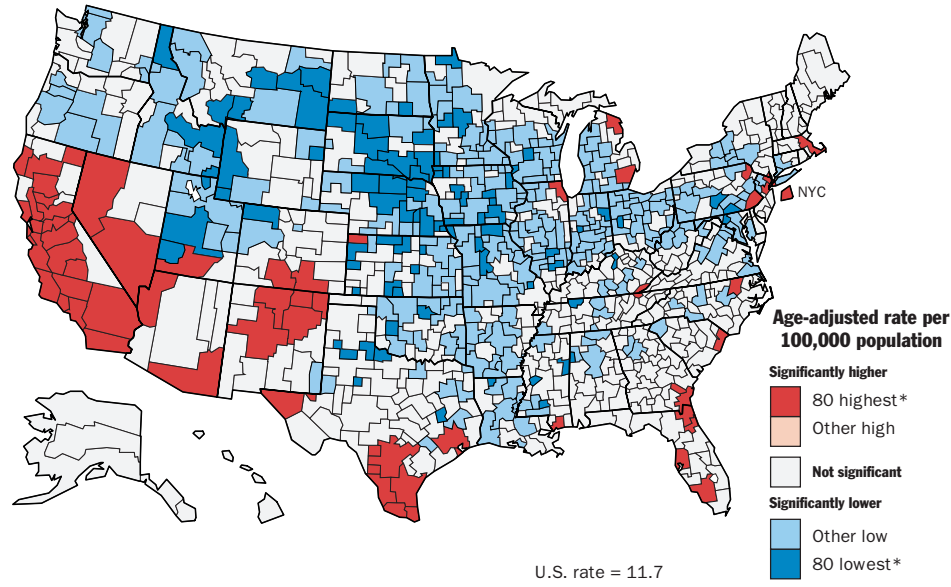 NYC
Age-adjusted rate per
100,000 population
Significantly higher
80 highest*
Other high
Not significant
Significantly lower
Other low
80 lowest*
U.S. rate = 11.7